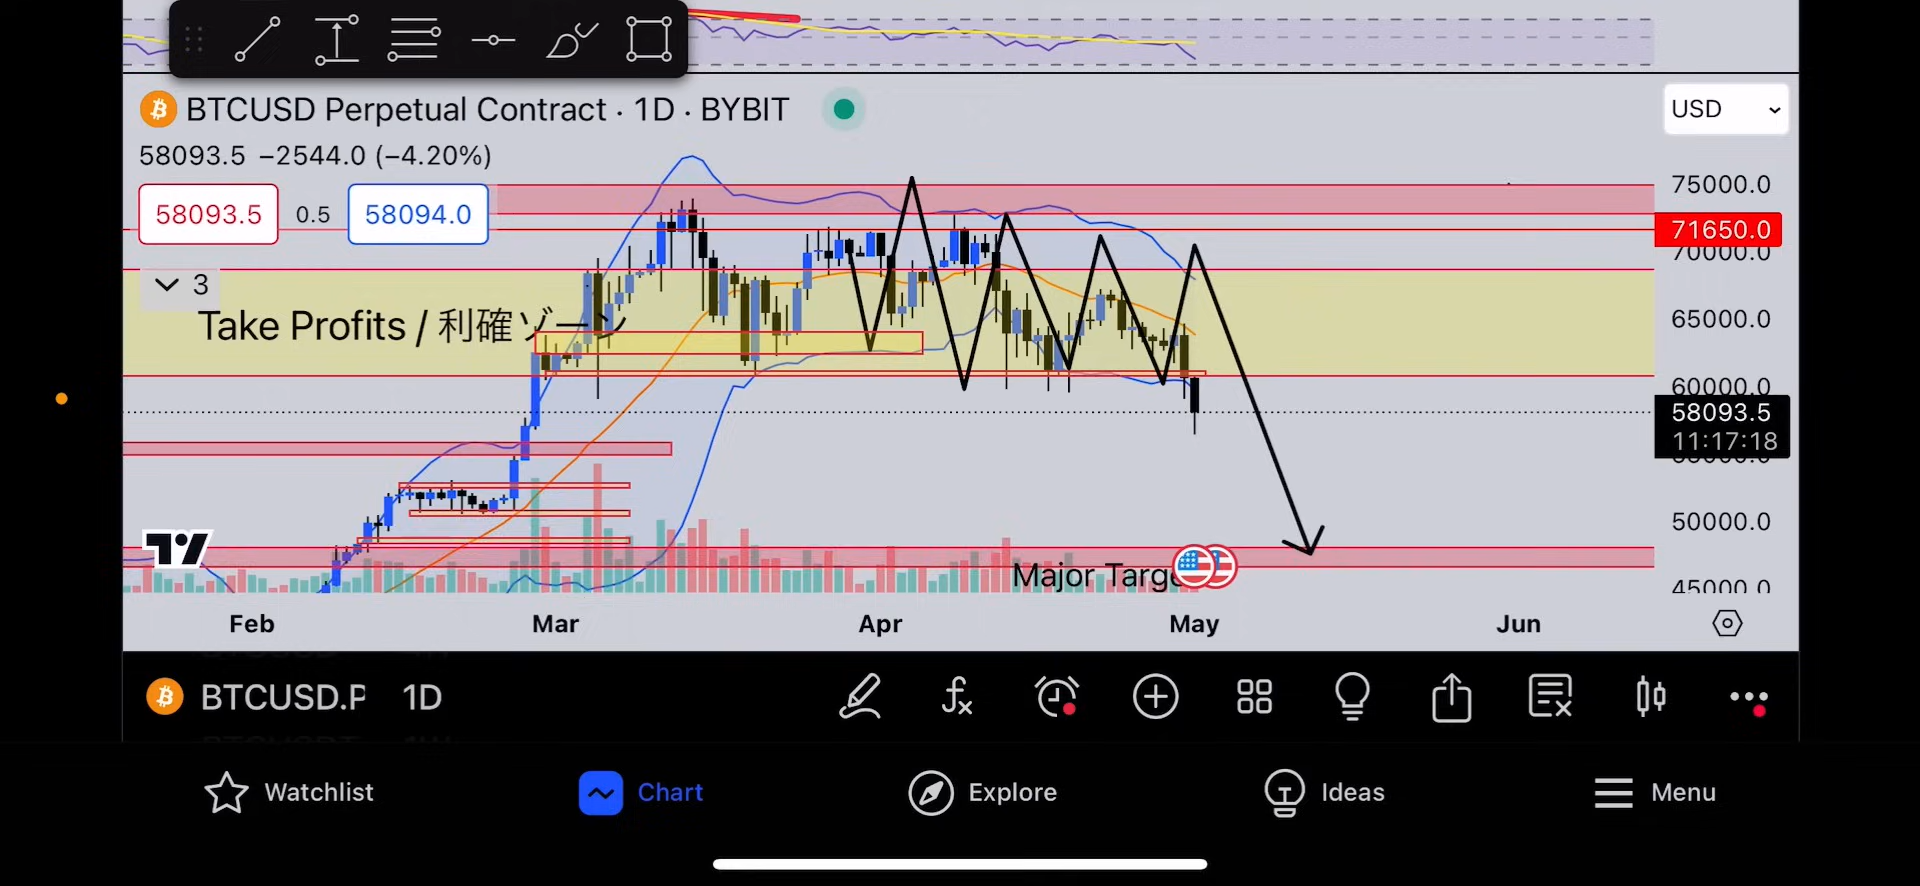 BTCUSD Perpetual Contract · 1D · BYBIT
USD
58093.5 −2544.0 (−4.20%)
58093.5 0.5 58094.0
3
Take Profits / 利確ゾーン
75000.0
71650.0
70000.0
65000.0
60000.0
58093.5
11:17:18
50000.0
45000.0
Major
Feb Mar Apr May Jun
BTCUSD.P 1D
Watchlist Chart Explore Ideas Menu